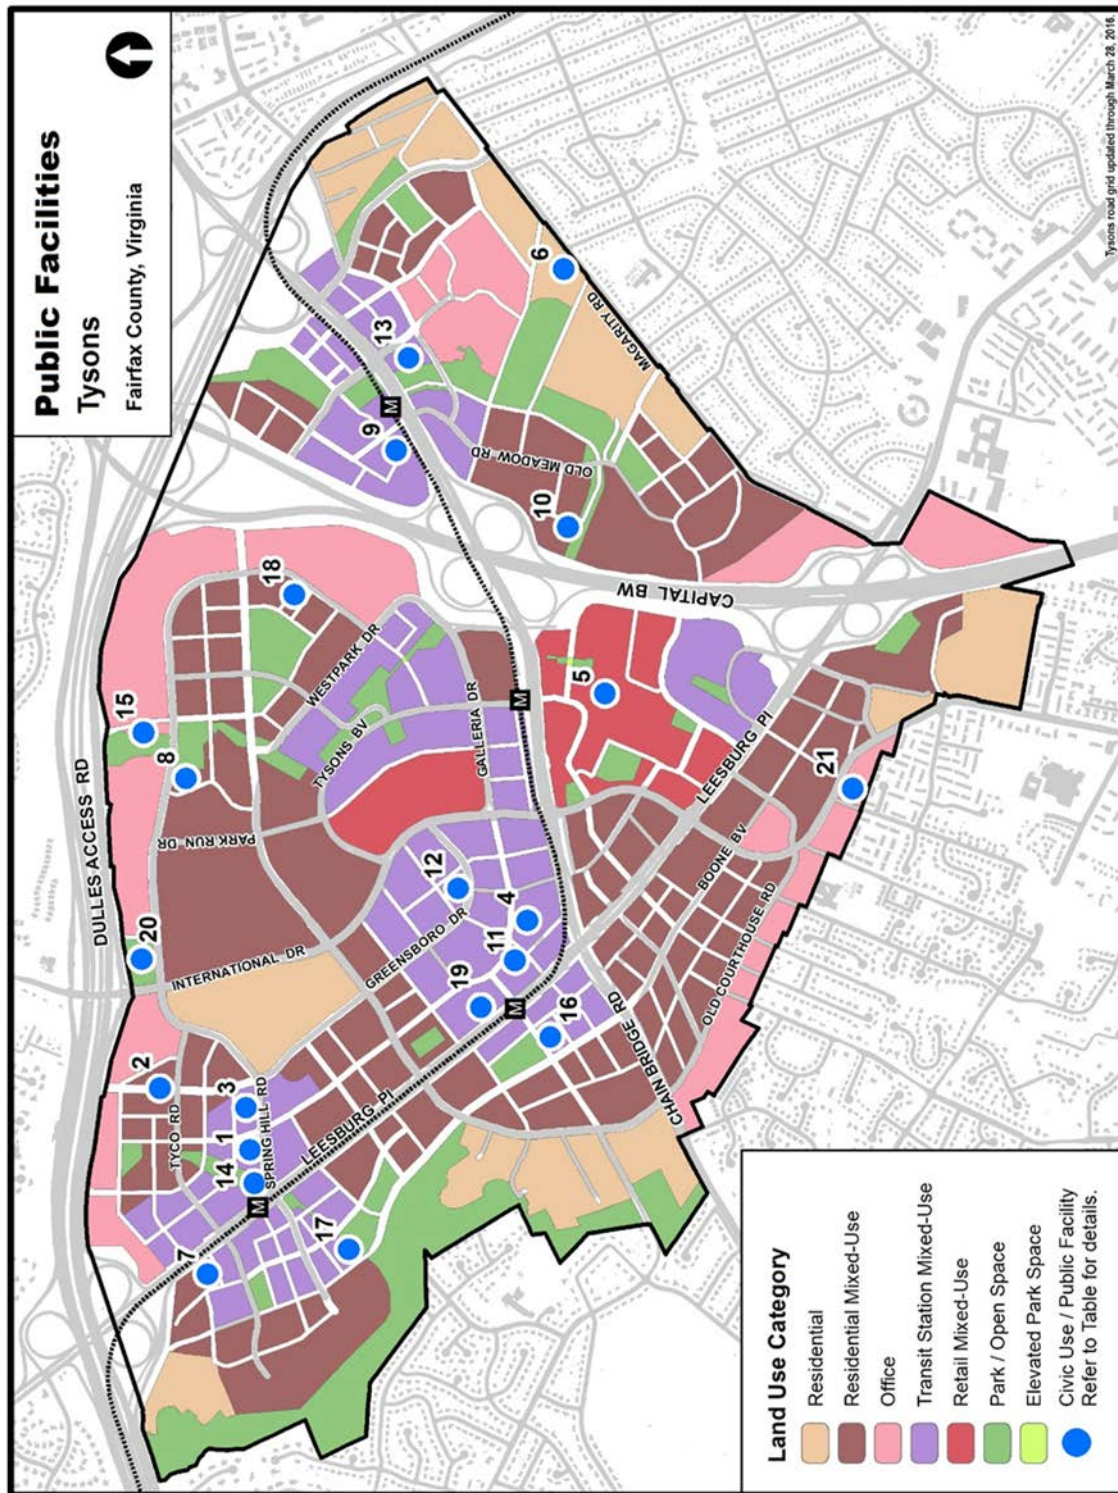 Public Facilities
Tysons
Fairfax County, Virginia
DULLES ACCESS RD
15
18
8
20
2
3
1
14
7
17
19
11
4
12
16
5
21
9
13
10
6
WESTPARK DR
TYSONS BV
PARK RUN DR
GALLERIA DR
INTERNATIONAL DR
GREENSBORO DR
TYCO RD
SPRING HILL RD
LEESBURG PI
LEESBURG PI
CHAIN BRIDGE RD
BOONE BV
OLD COURTHOUSE RD
CAPITAL BW
OLD MEADOW RD
MAGARITY RD
M
M
M
M
Land Use Category
Residential
Residential Mixed-Use
Office
Transit Station Mixed-Use
Retail Mixed-Use
Park / Open Space
Elevated Park Space
Civic Use / Public Facility
Refer to Table for details.
Tysons road grid updated through March 28, 2016.